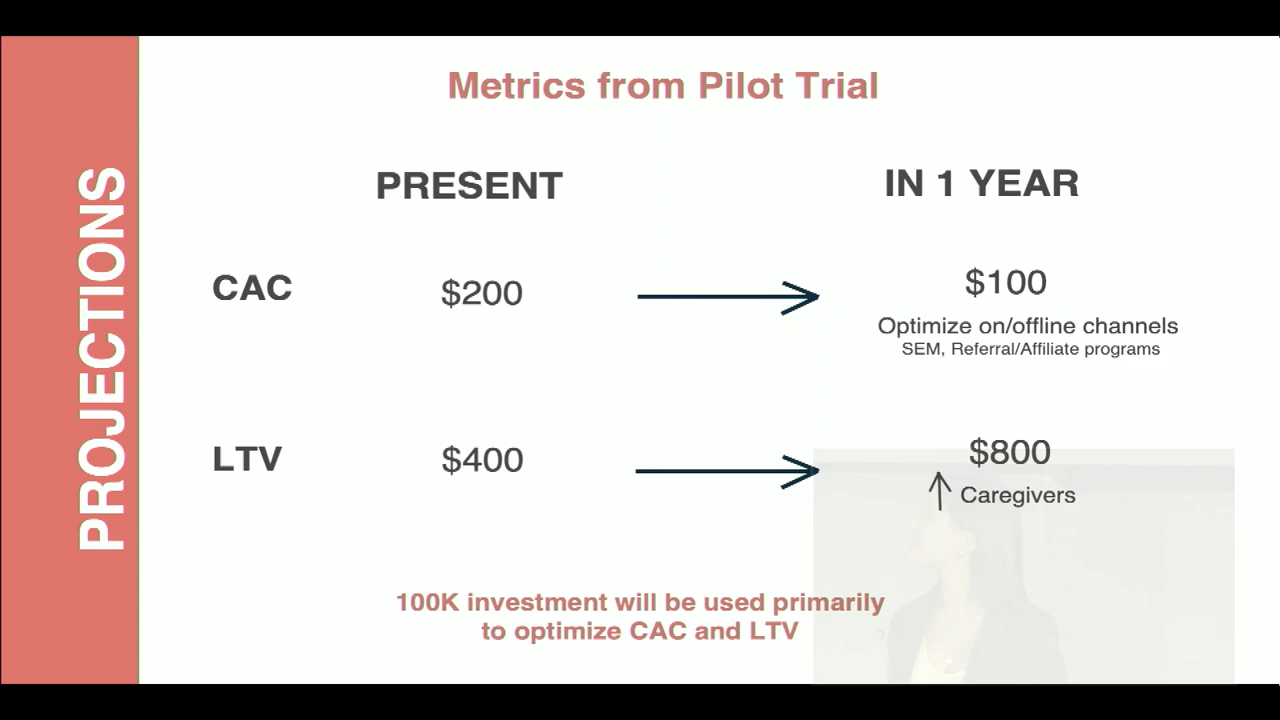 PROJECTIONS
Metrics from Pilot Trial
PRESENT
IN 1 YEAR
CAC
$200
$100
Optimize on/offline channels
SEM, Referral/Affiliate programs
LTV
$400
$800
Caregivers
100K investment will be used primarily
to optimize CAC and LTV